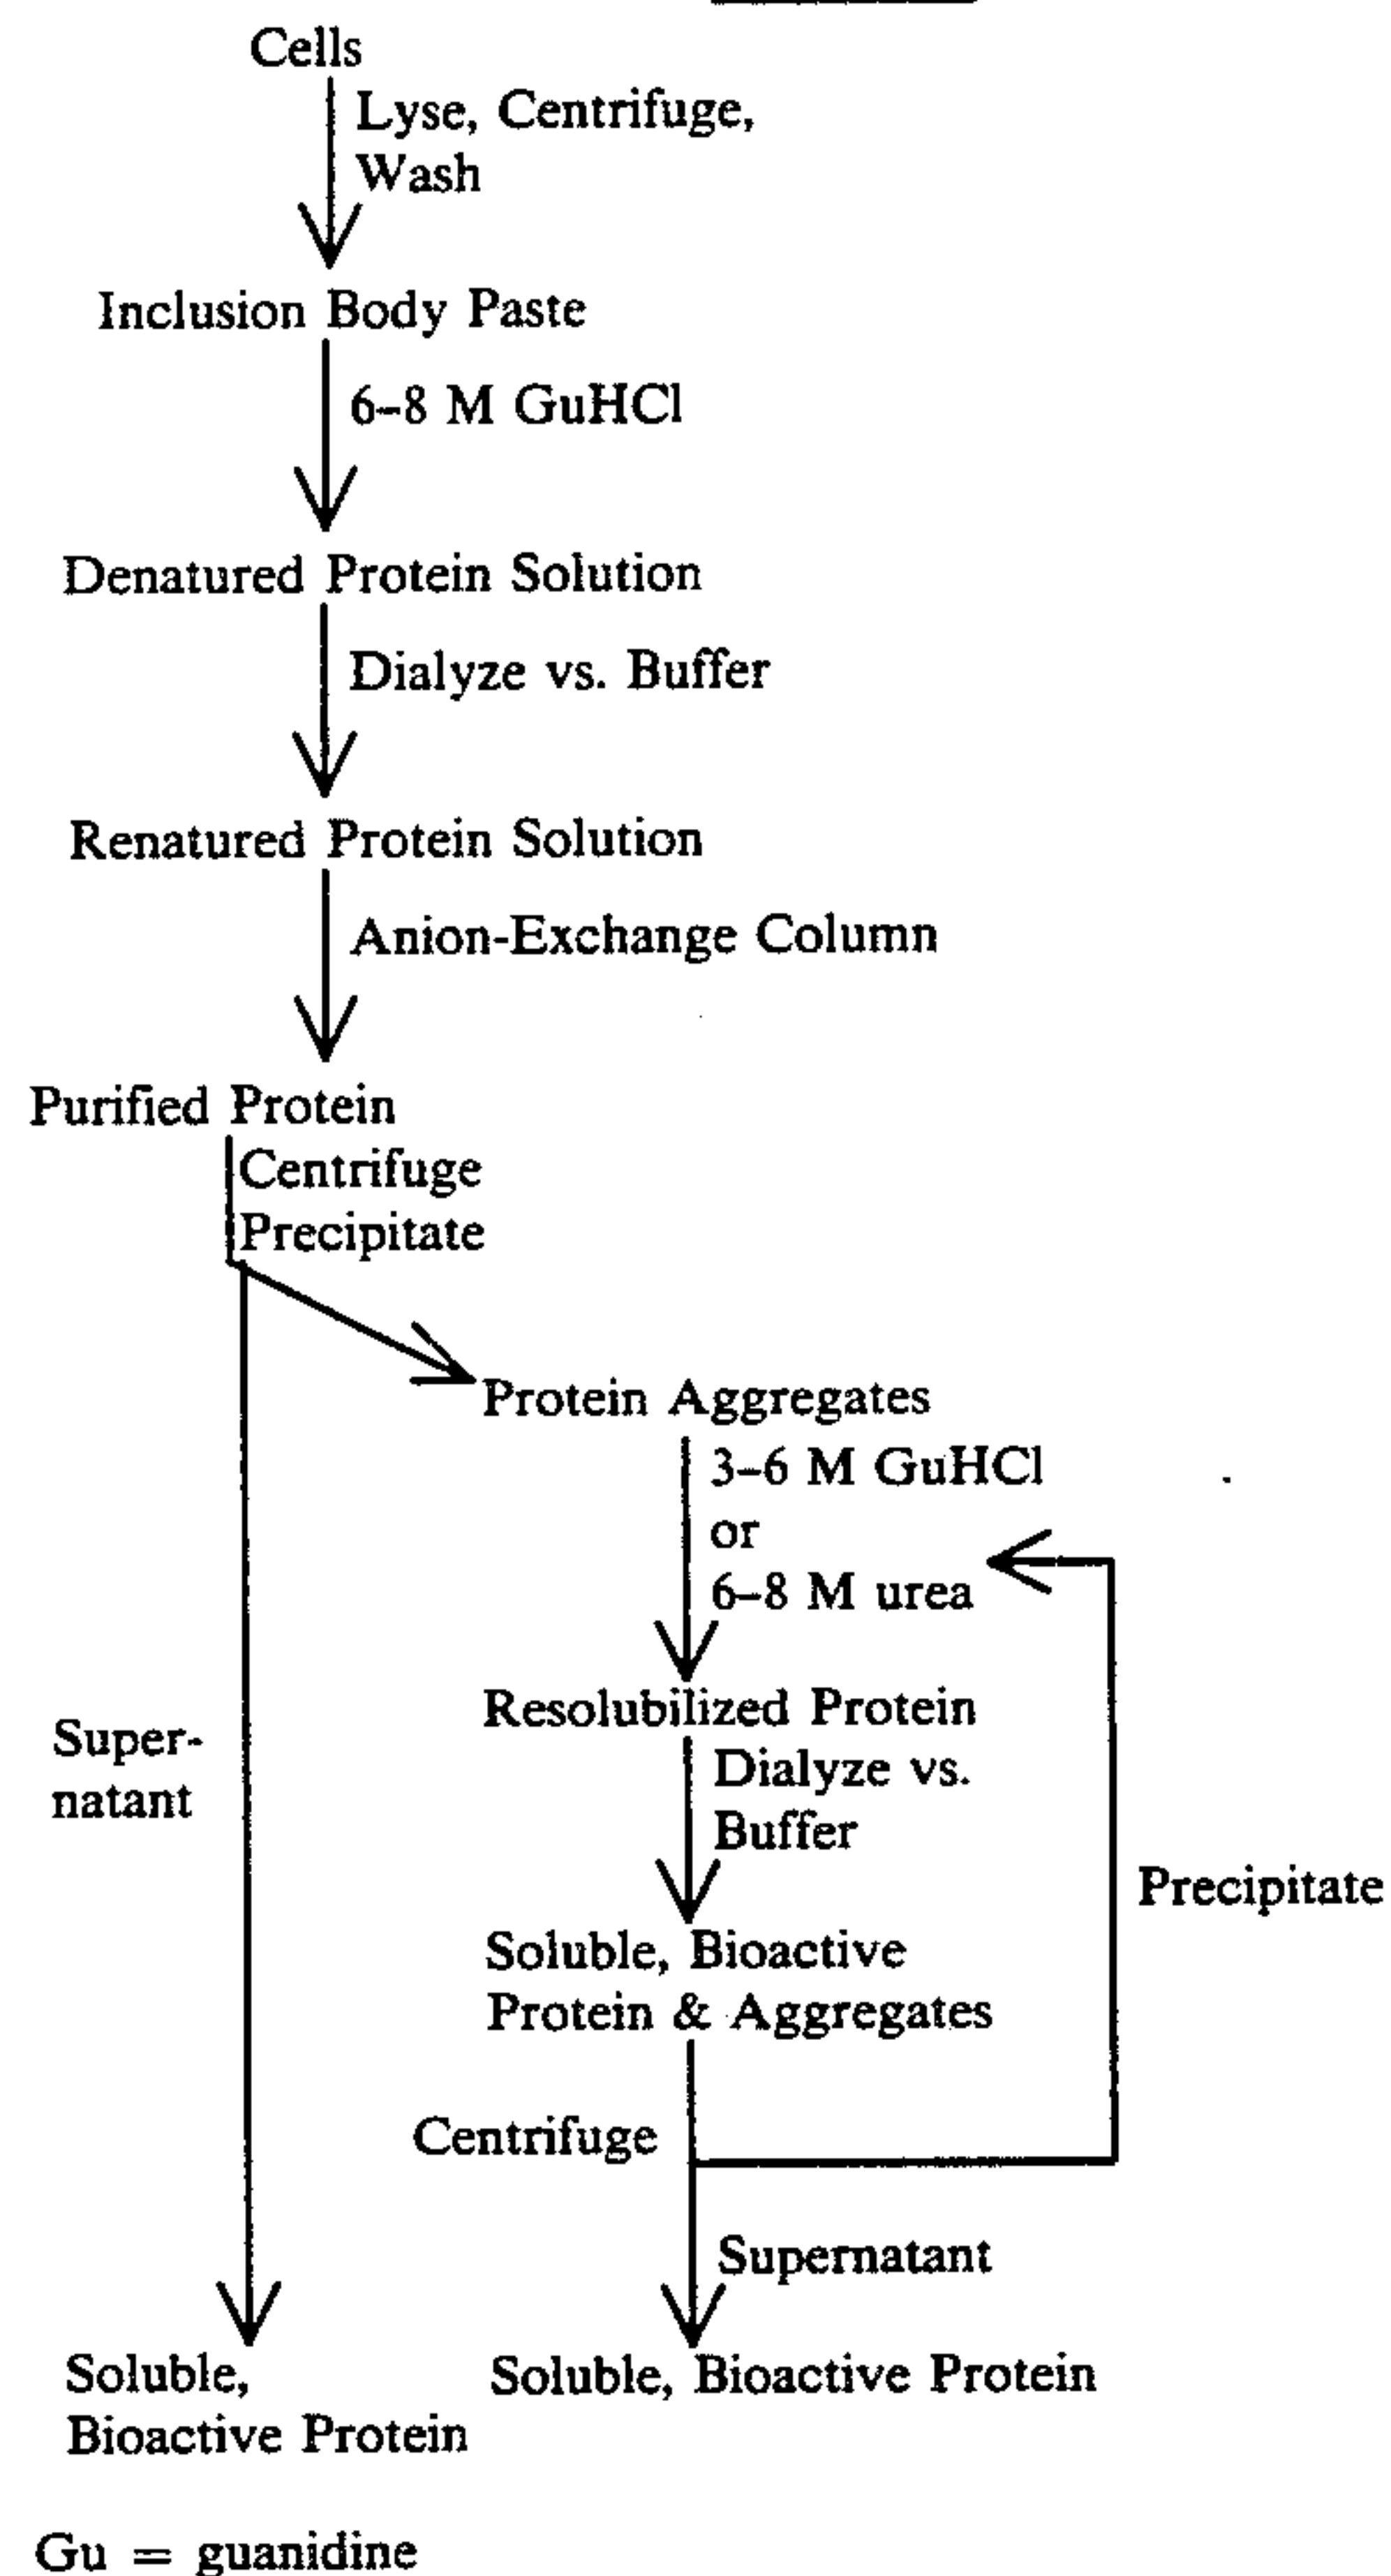 Cells
Lyse, Centrifuge,
Wash
Inclusion Body Paste
6–8 M GuHCl
Denatured Protein Solution
Dialyze vs. Buffer
Renatured Protein Solution
Anion-Exchange Column
Purified Protein
Centrifuge
Precipitate
Protein Aggregates
3–6 M GuHCl
or
6–8 M urea
Resolubilized Protein
Super-
natant
Dialyze vs.
Buffer
Precipitate
Soluble, Bioactive
Protein & Aggregates
Centrifuge
Supernatant
Soluble,
Bioactive Protein
Soluble, Bioactive Protein
Gu = guanidine